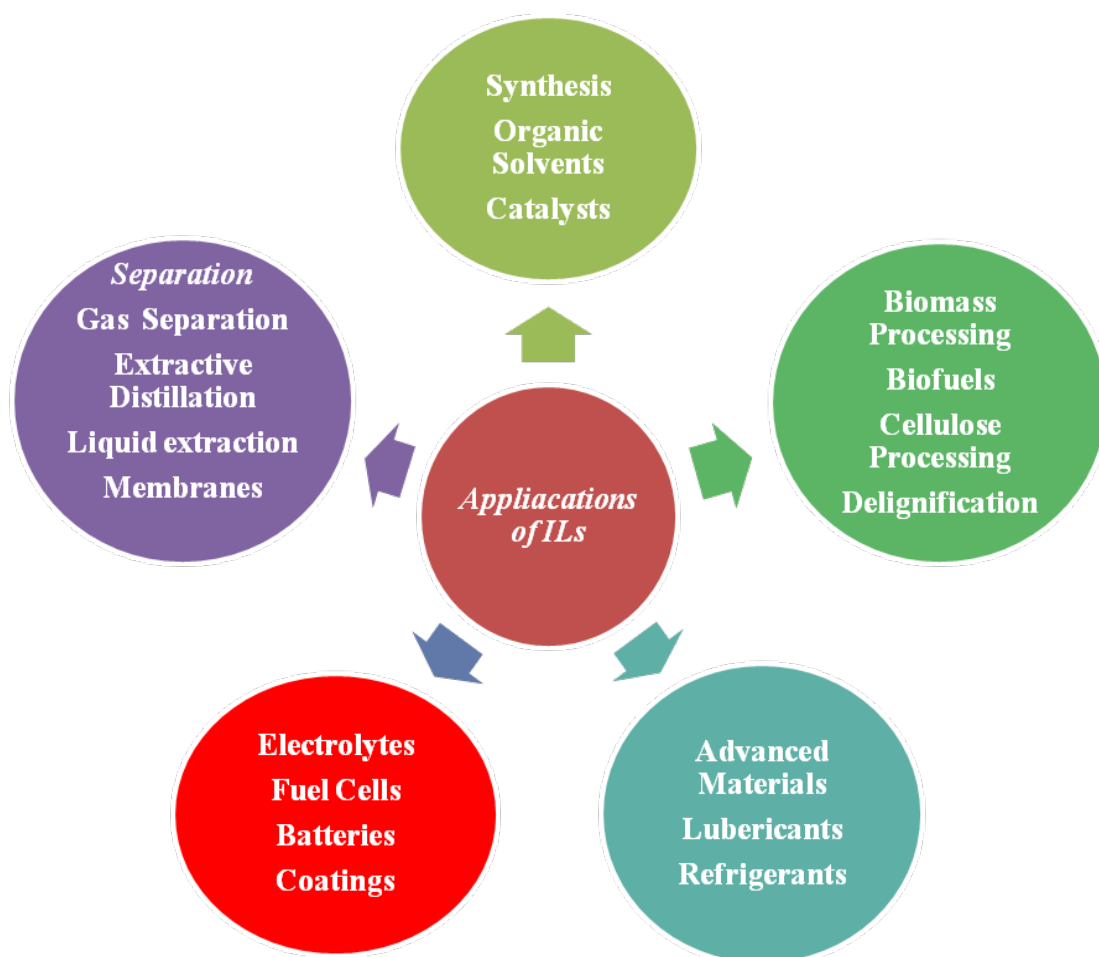 Synthesis
Organic
Solvents
Catalysts
Separation
Gas Separation
Extractive
Distillation
Liquid extraction
Membranes
Biomass
Processing
Biofuels
Cellulose
Processing
Delignification
Appliacations
of ILs
Electrolytes
Fuel Cells
Batteries
Coatings
Advanced
Materials
Lubericants
Refrigerants